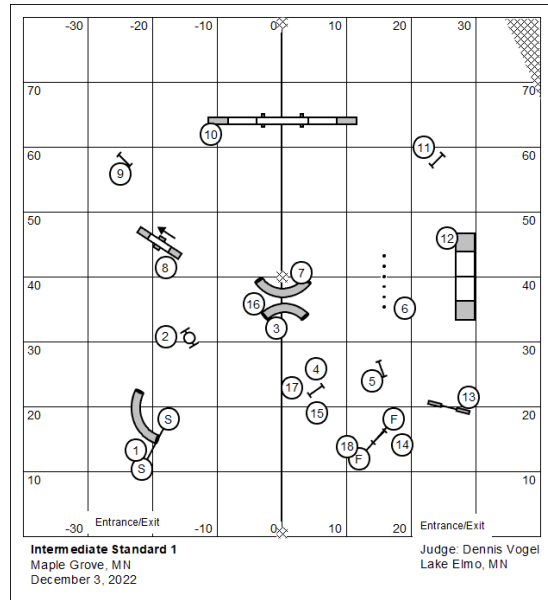 -30 -20 -10 0 10 20 30
70 70
10
60 11 60
9
50 50
12
8
40 7 40
16
6
3
2
30 30
4
17 5
15
13
20 S F 20
1 18 14
S F
10 10
Entrance/Exit Entrance/Exit
-30 -20 -10 0 10 20 30
Intermediate Standard 1
Maple Grove, MN
December 3, 2022
Judge: Dennis Vogel
Lake Elmo, MN